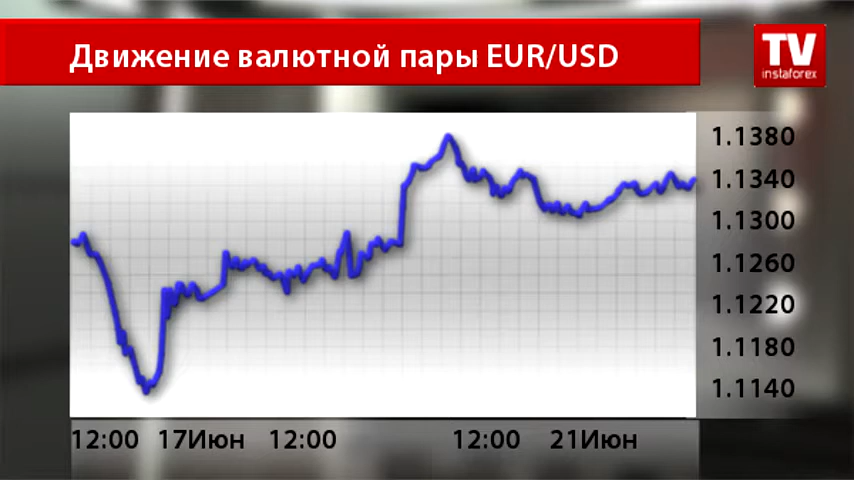 Движение валютной пары EUR/USD
TV
instaforex
1.1380
1.1340
1.1300
1.1260
1.1220
1.1180
1.1140
12:00 17Июн 12:00 12:00 21Июн